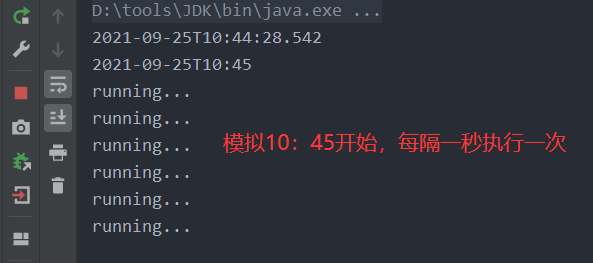 D:\tools\JDK\bin\java.exe ...
2021-09-25T10:44:28.542
2021-09-25T10:45
running...
running...
running...
模拟10：45开始，每隔一秒执行一次
running...
running...
running...